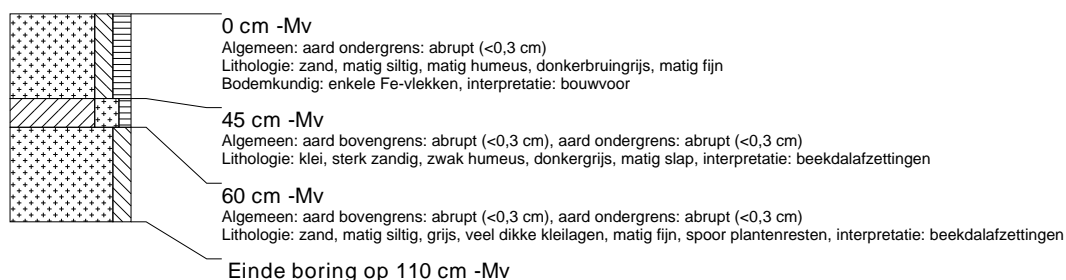 0 cm -Mv
Algemeen: aard ondergrens: abrupt (<0,3 cm)
Lithologie: zand, matig siltig, matig humeus, donkerbruingrijs, matig fijn
Bodemkundig: enkele Fe-vlekken, interpretatie: bouwvoor
45 cm -Mv
Algemeen: aard bovengrens: abrupt (<0,3 cm), aard ondergrens: abrupt (<0,3 cm)
Lithologie: klei, sterk zandig, zwak humeus, donkergrijs, matig slap, interpretatie: beekdalafzettingen
60 cm -Mv
Algemeen: aard bovengrens: abrupt (<0,3 cm), aard ondergrens: abrupt (<0,3 cm)
Lithologie: zand, matig siltig, grijs, veel dikke kleilagen, matig fijn, spoor plantenresten, interpretatie: beekdalafzettingen
Einde boring op 110 cm -Mv